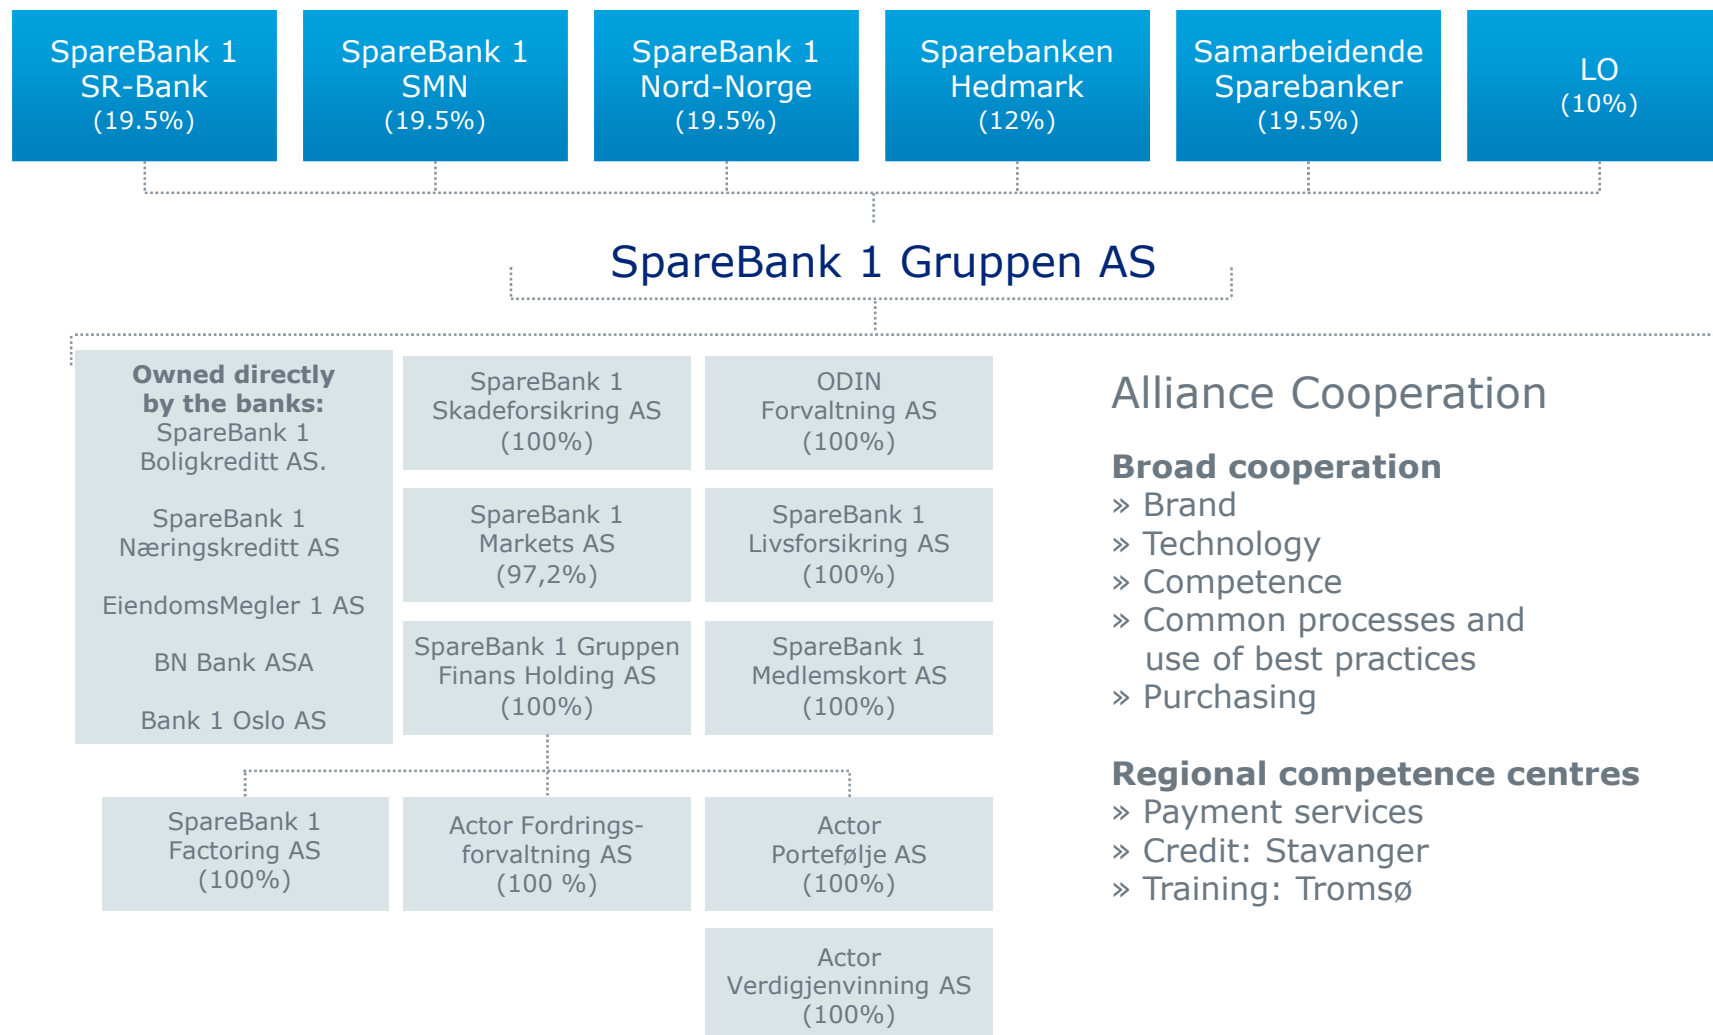 SpareBank 1
SR-Bank
(19.5%)
SpareBank 1
SMN
(19.5%)
SpareBank 1
Nord-Norge
(19.5%)
Sparebanken
Hedmark
(12%)
Samarbeidende
Sparebanker
(19.5%)
LO
(10%)
SpareBank 1 Gruppen AS
Owned directly
by the banks:
SpareBank 1
Boligkreditt AS.
SpareBank 1
Næringskreditt AS
EiendomsMegler 1 AS
BN Bank ASA
Bank 1 Oslo AS
SpareBank 1
Skadeforsikring AS
(100%)
ODIN
Forvaltning AS
(100%)
SpareBank 1
Markets AS
(97,2%)
SpareBank 1
Livsforsikring AS
(100%)
SpareBank 1 Gruppen
Finans Holding AS
(100%)
SpareBank 1
Medlemskort AS
(100%)
SpareBank 1
Factoring AS
(100%)
Actor Fordrings-
forvaltning AS
(100 %)
Actor
Portefølje AS
(100%)
Actor
Verdigjenvinning AS
(100%)
Alliance Cooperation
Broad cooperation
» Brand
» Technology
» Competence
» Common processes and
use of best practices
» Purchasing
Regional competence centres
» Payment services
» Credit: Stavanger
» Training: Tromsø